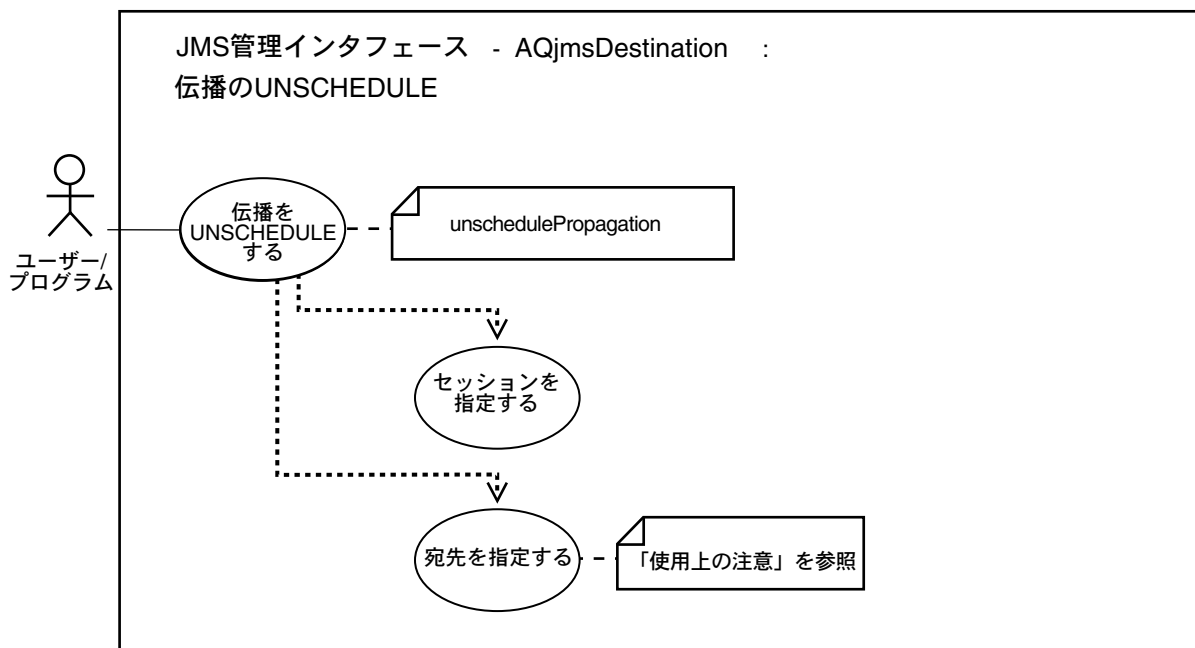 JMS管理インタフェース - AQjmsDestination :
伝播のUNSCHEDULE
伝播を
UNSCHEDULE
する
unschedulePropagation
ユーザー/
プログラム
セッションを
指定する
宛先を指定する
「使用上の注意」を参照